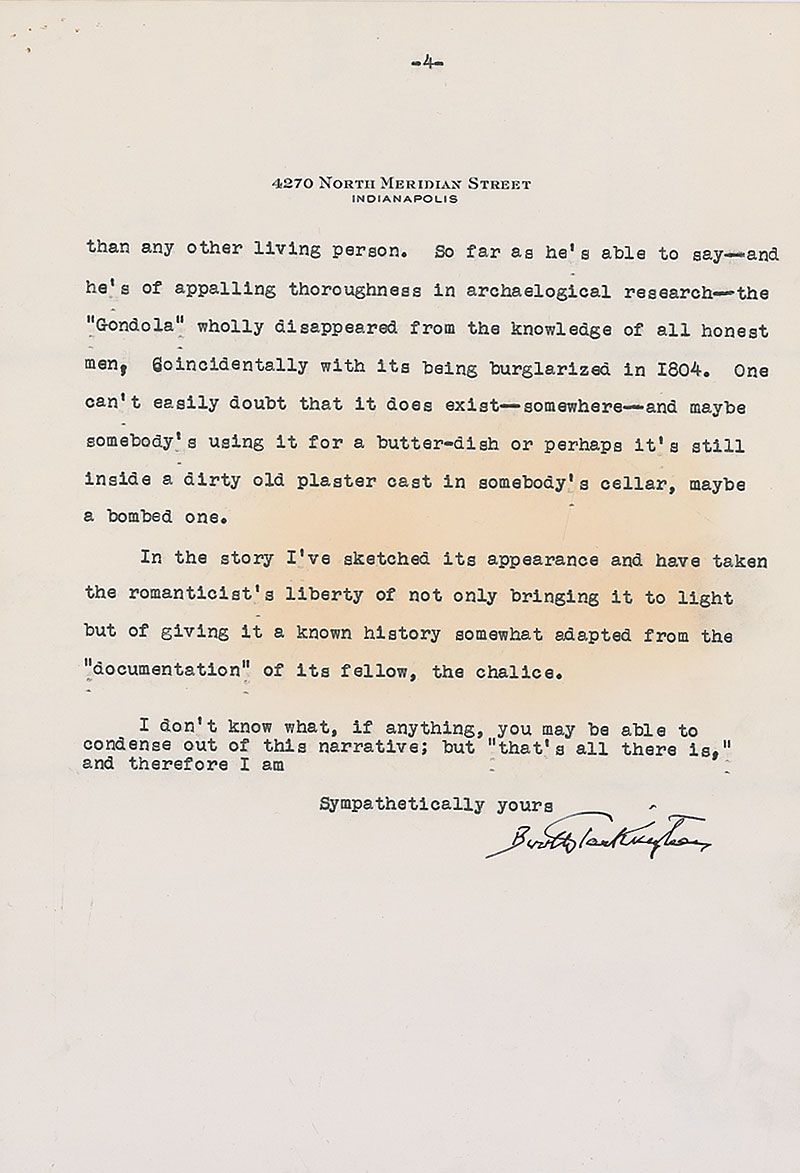 -4-
4270 North Meridian Street
INDIANAPOLIS
than any other living person. So far as he's able to say--and
he's of appalling thoroughness in archaelogical research--the
"Gondola" wholly disappeared from the knowledge of all honest
men, Coincidentally with its being burglarized in 1804. One
can't easily doubt that it does exist--somewhere--and maybe
somebody's using it for a butter-dish or perhaps it's still
inside a dirty old plaster cast in somebody's cellar, maybe
a bombed one.
In the story I've sketched its appearance and have taken
the romanticist's liberty of not only bringing it to light
but of giving it a known history somewhat adapted from the
"documentation" of its fellow, the chalice.
I don't know what, if anything, you may be able to
condense out of this narrative; but "that's all there is,"
and therefore I am
Sympathetically yours
Booth Tarkington